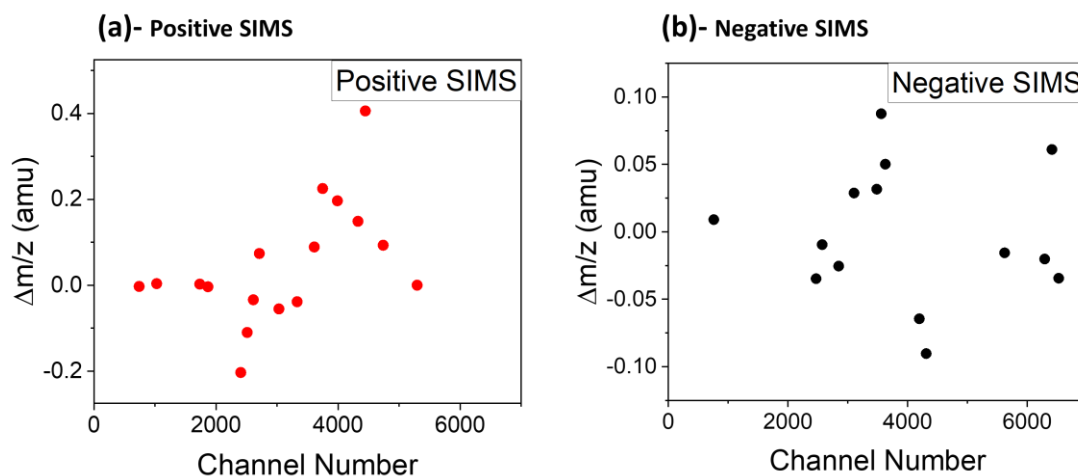 (a)- Positive SIMS
Positive SIMS
0.4
0.2
0.0
-0.2
Δm/z (amu)
0
2000
4000
6000
Channel Number
(b)- Negative SIMS
Negative SIMS
0.10
0.05
0.00
-0.05
-0.10
Δm/z (amu)
0
2000
4000
6000
Channel Number